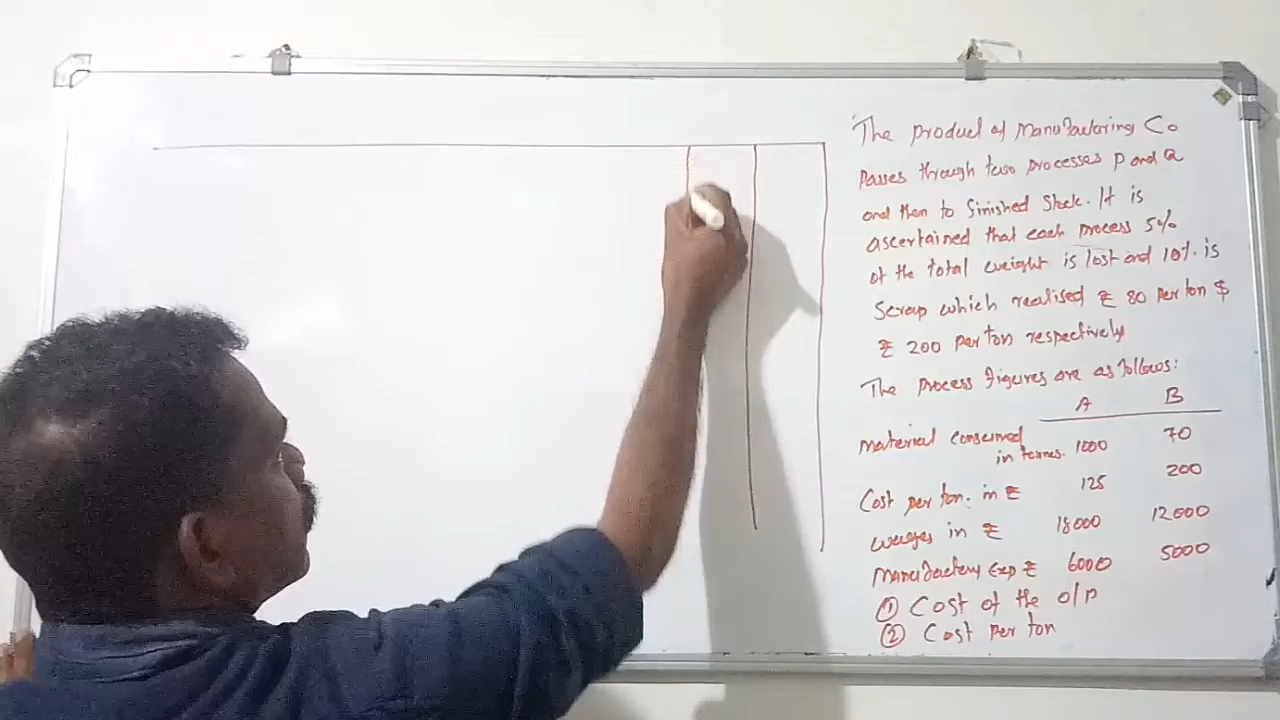 The product of Manufacturing Co
Passes through two processes P and Q
and then to finished Stock. It is
ascertained that each process 5%
of the total weight is lost and 10% is
Scrap which realised ₹ 80 per ton $
₹ 200 per ton respectively
The Process figures are as follows:
A B
Material consumed in tonnes. 1000 70
Cost per ton. in ₹ 125 200
wages in ₹ 18000 12000
Manufactory Exp ₹ 6000 5000
① Cost of the o/p
② Cost per ton